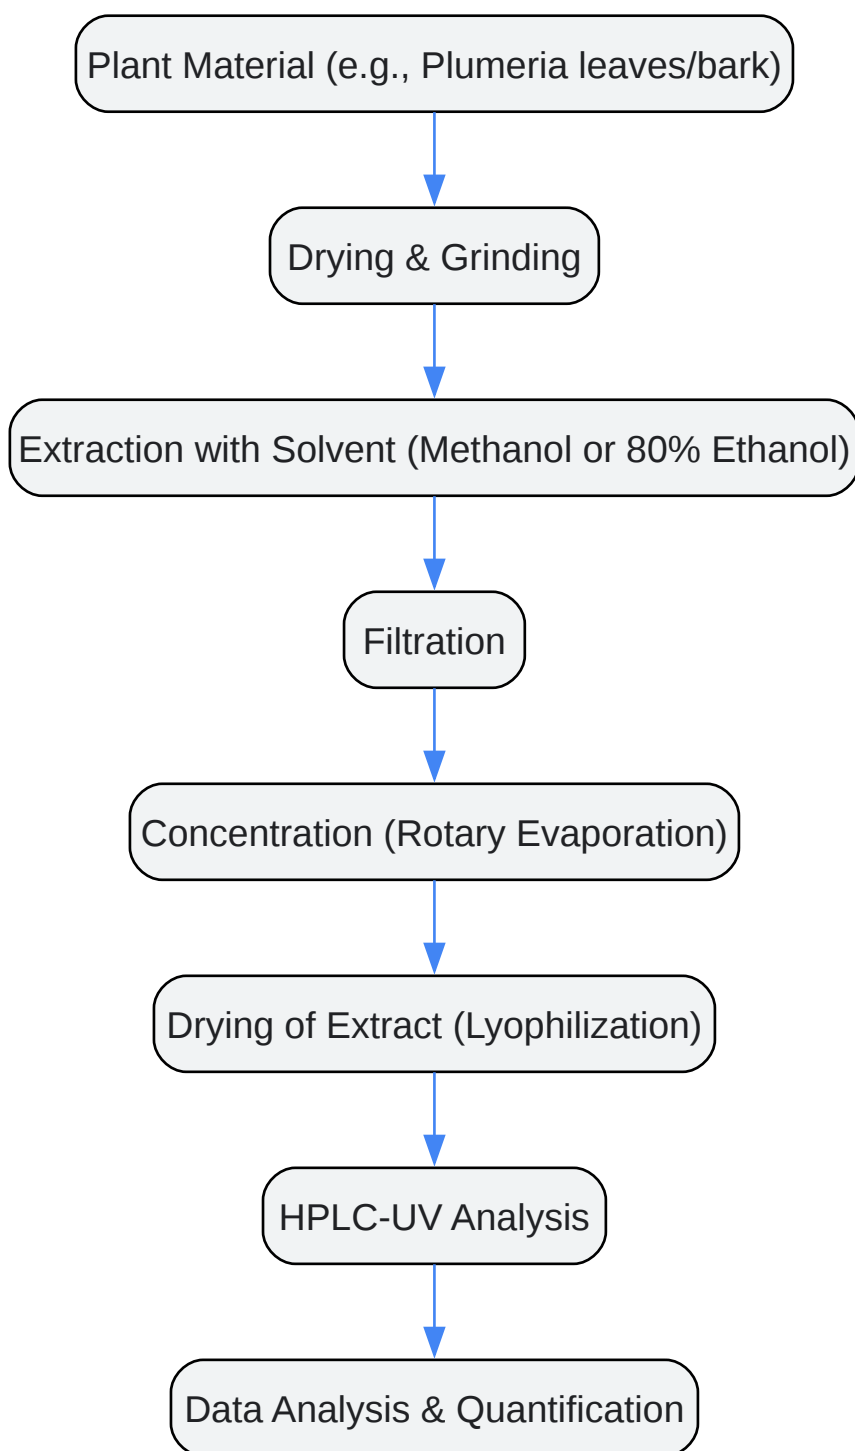 Plant Material (e.g., Plumeria leaves/bark)
Drying & Grinding
Extraction with Solvent (Methanol or 80% Ethanol)
Filtration
Concentration (Rotary Evaporation)
Drying of Extract (Lyophilization)
HPLC-UV Analysis
Data Analysis & Quantification